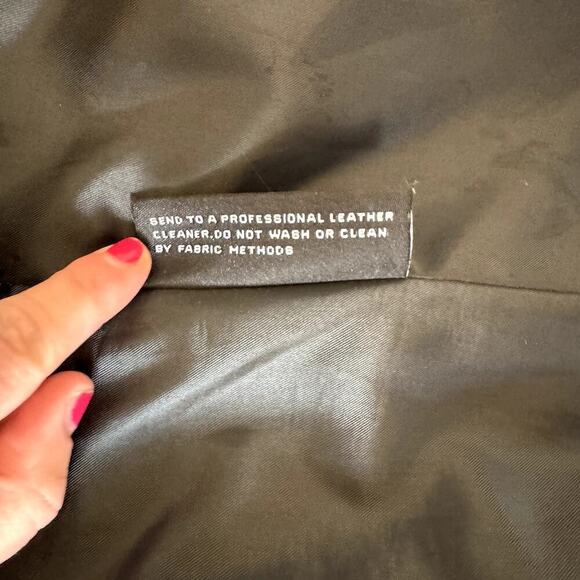 SEND TO A PROFESSIONAL LEATHER
CLEANER.DO NOT WASH OR CLEAN
BY FABRIC METHODS